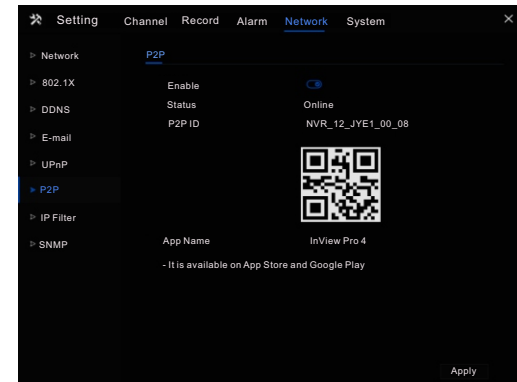 Setting Channel Record Alarm Network System
Network
802.1X
DDNS
E-mail
UPnP
P2P
IP Filter
SNMP
P2P
Enable
Status Online
P2P ID NVR_12_JYE1_00_08
App Name InView Pro 4
- It is available on App Store and Google Play
Apply